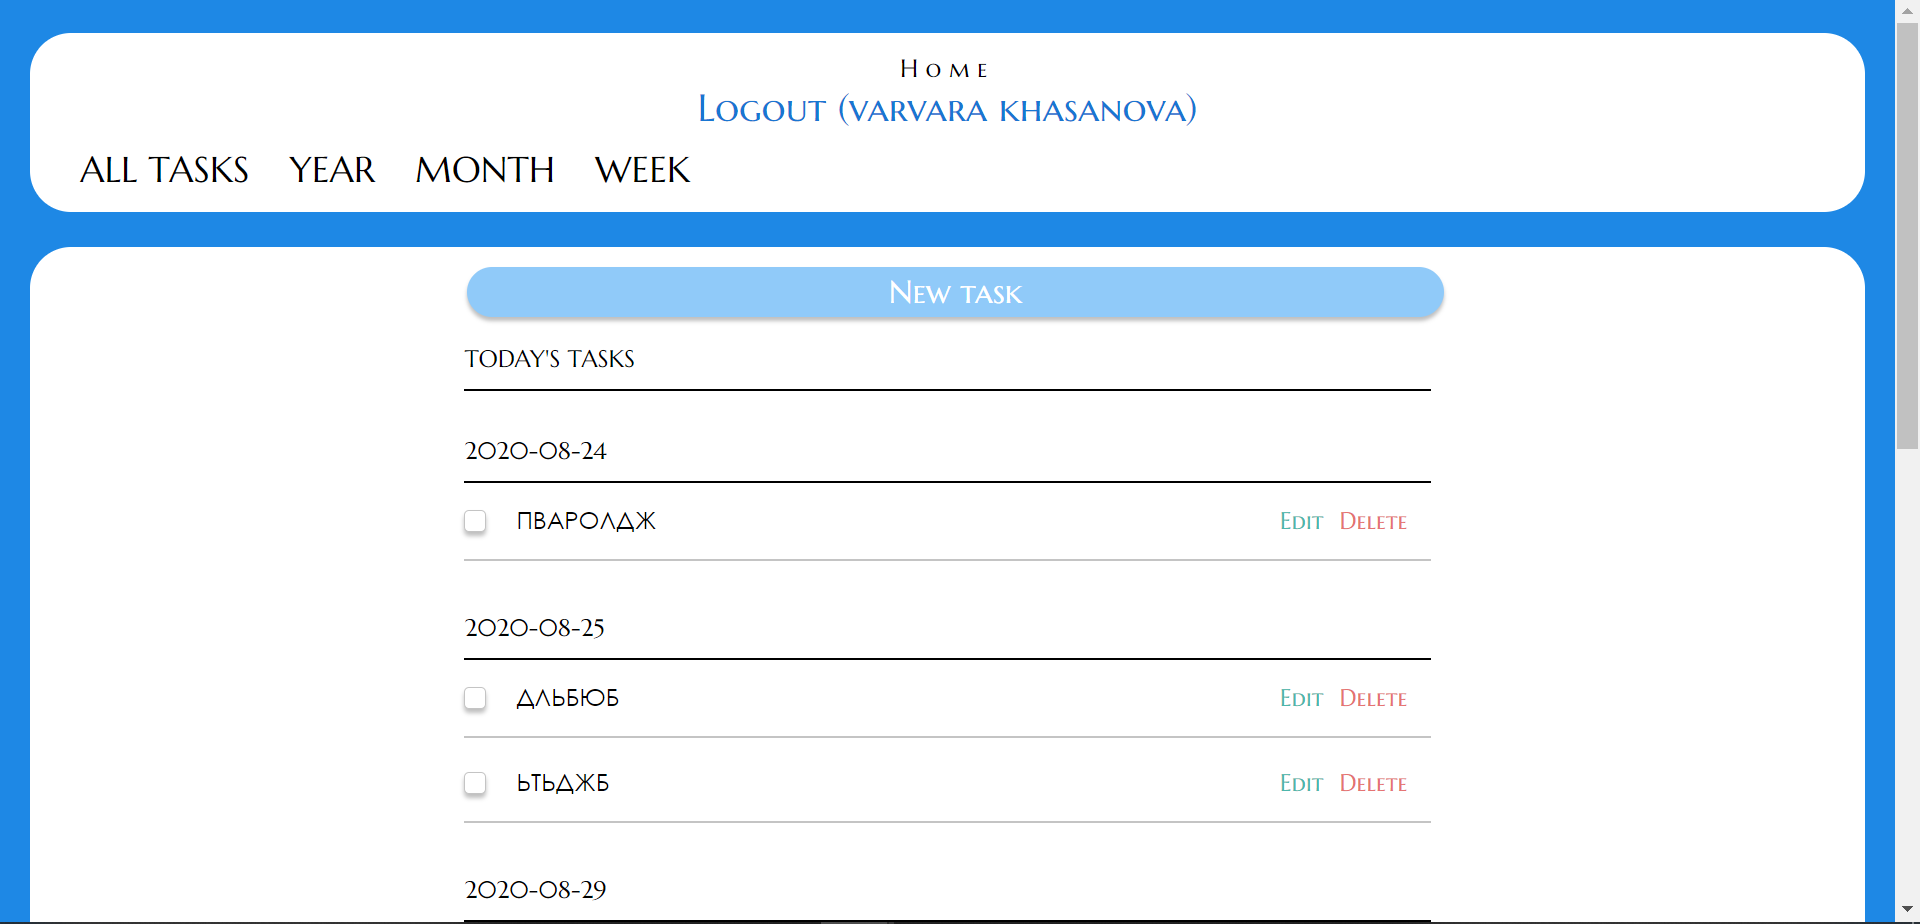 Home
Logout (varvara khasanova)
ALL TASKS YEAR MONTH WEEK
New task
TODAY'S TASKS
2020-08-24
ПВАРОЛДЖ Edit Delete
2020-08-25
ДЛЬБЮБ Edit Delete
ЬТЬДЖБ Edit Delete
2020-08-29